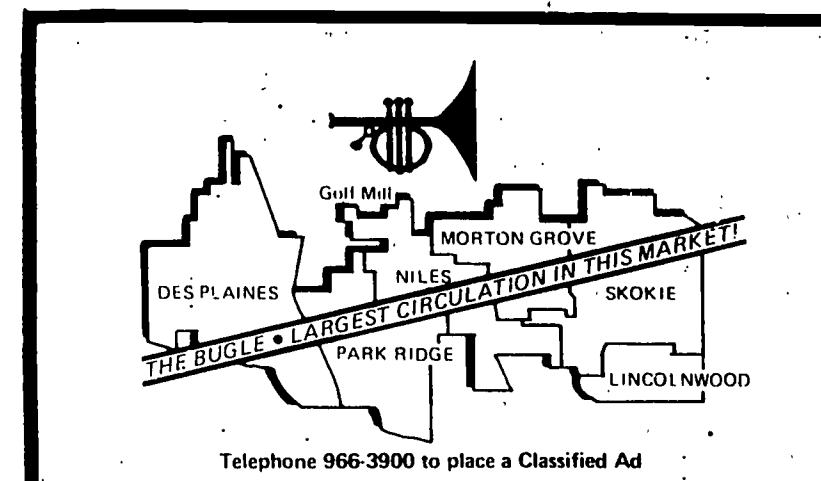 Golf Mill
MORTON GROVE
NILES
DES PLAINES
SKOKIE
THE BUGLE • LARGEST CIRCULATION IN THIS MARKET!
PARK RIDGE
LINCOLNWOOD
Telephone 966-3900 to place a Classified Ad